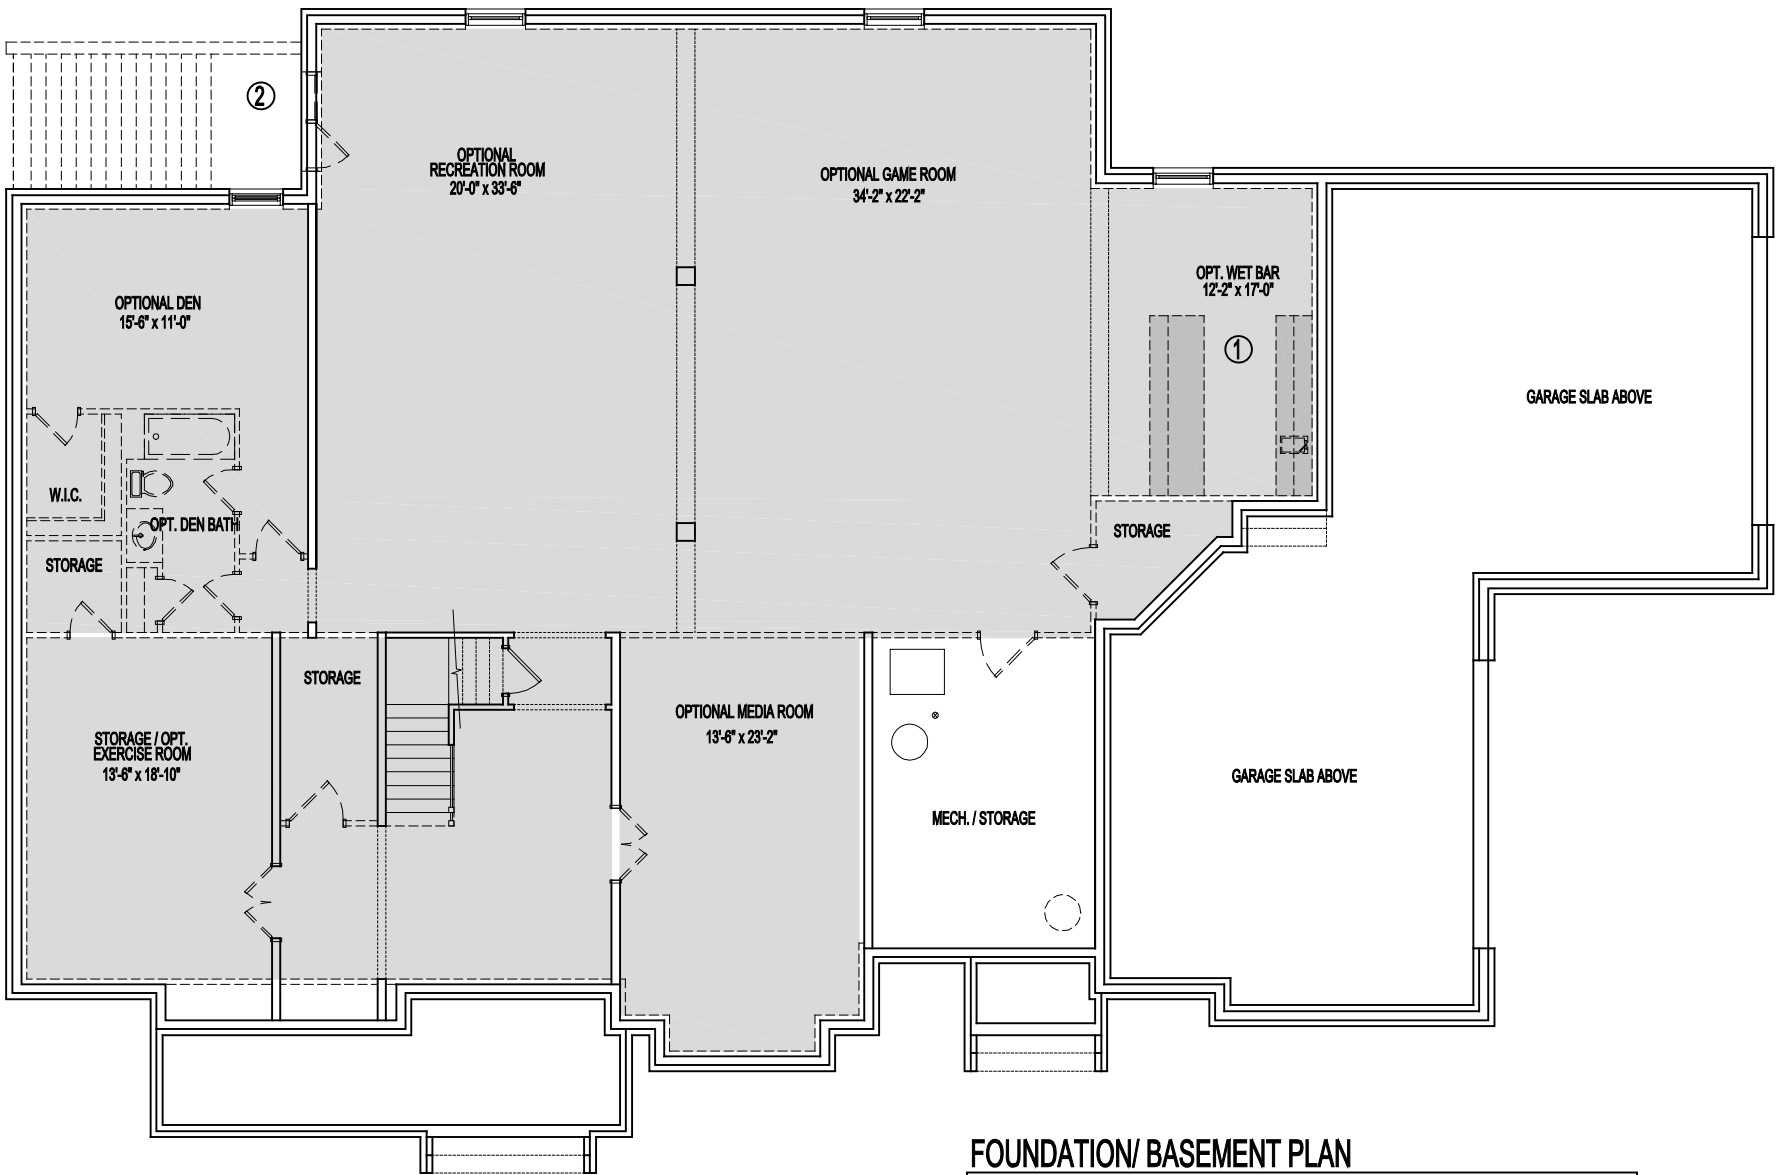 ②
OPTIONAL
RECREATION ROOM
20'-0" x 33'-6"
OPTIONAL GAME ROOM
34'-2" x 22'-2"
OPT. WET BAR
12'-2" x 17'-0"
①
OPTIONAL DEN
15'-6" x 11'-0"
GARAGE SLAB ABOVE
W.I.C.
OPT. DEN BATH
STORAGE
STORAGE
STORAGE
OPTIONAL MEDIA ROOM
13'-6" x 23'-2"
STORAGE / OPT.
EXERCISE ROOM
13'-6" x 18'-10"
GARAGE SLAB ABOVE
MECH. / STORAGE
FOUNDATION/ BASEMENT PLAN